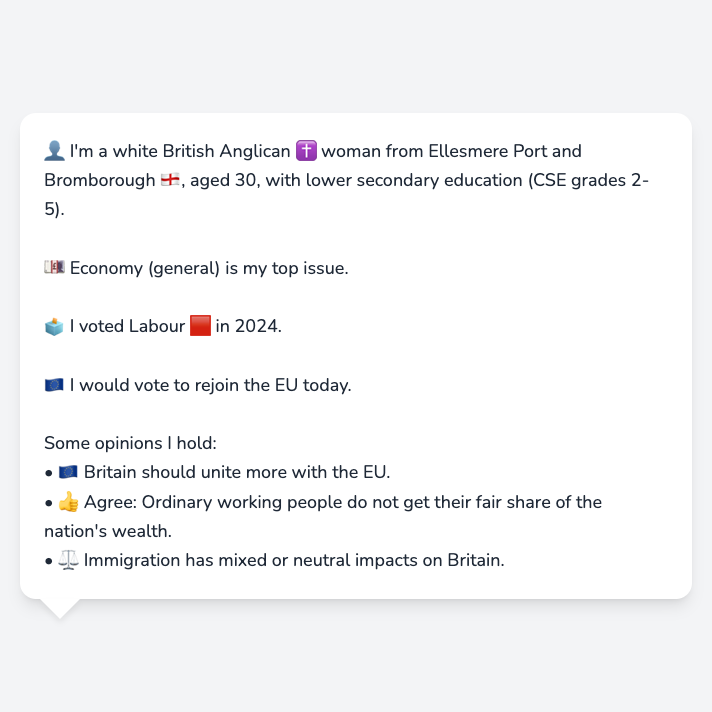 👤 I'm a white British Anglican ✝️ woman from Ellesmere Port and
Bromborough 🏴󠁧󠁢󠁥󠁮󠁧󠁿, aged 30, with lower secondary education (CSE grades 2-
5).
💷 Economy (general) is my top issue.
🗳️ I voted Labour 🟥 in 2024.
🇪🇺 I would vote to rejoin the EU today.
Some opinions I hold:
• 🇪🇺 Britain should unite more with the EU.
• 👍 Agree: Ordinary working people do not get their fair share of the
nation's wealth.
• ⚖️ Immigration has mixed or neutral impacts on Britain.